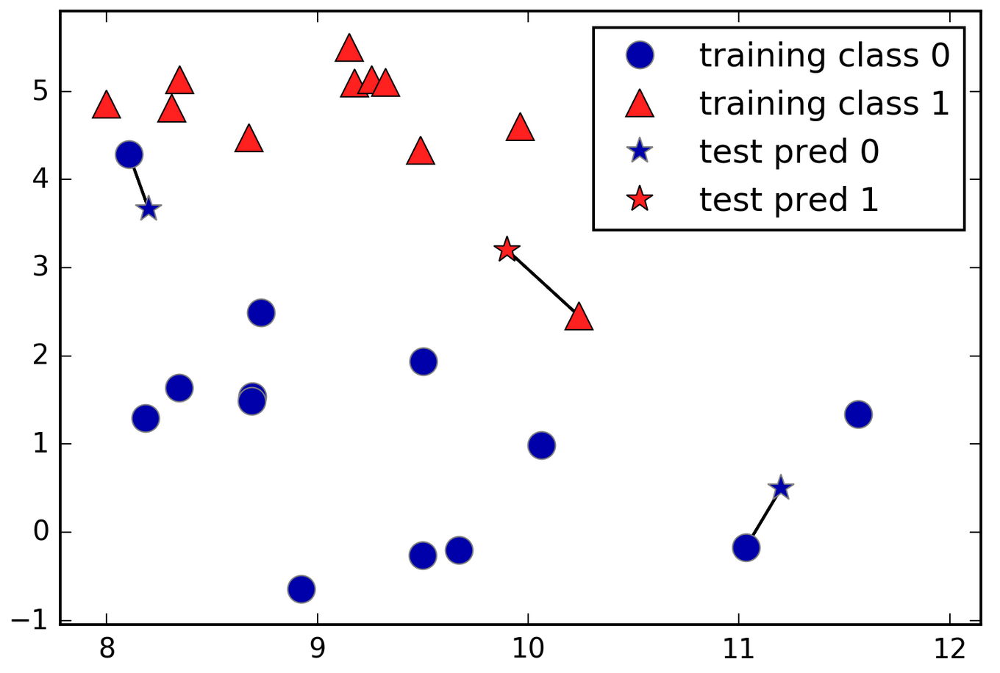 training class 0
training class 1
test pred 0
test pred 1
5
4
3
2
1
0
−1
8 9 10 11 12